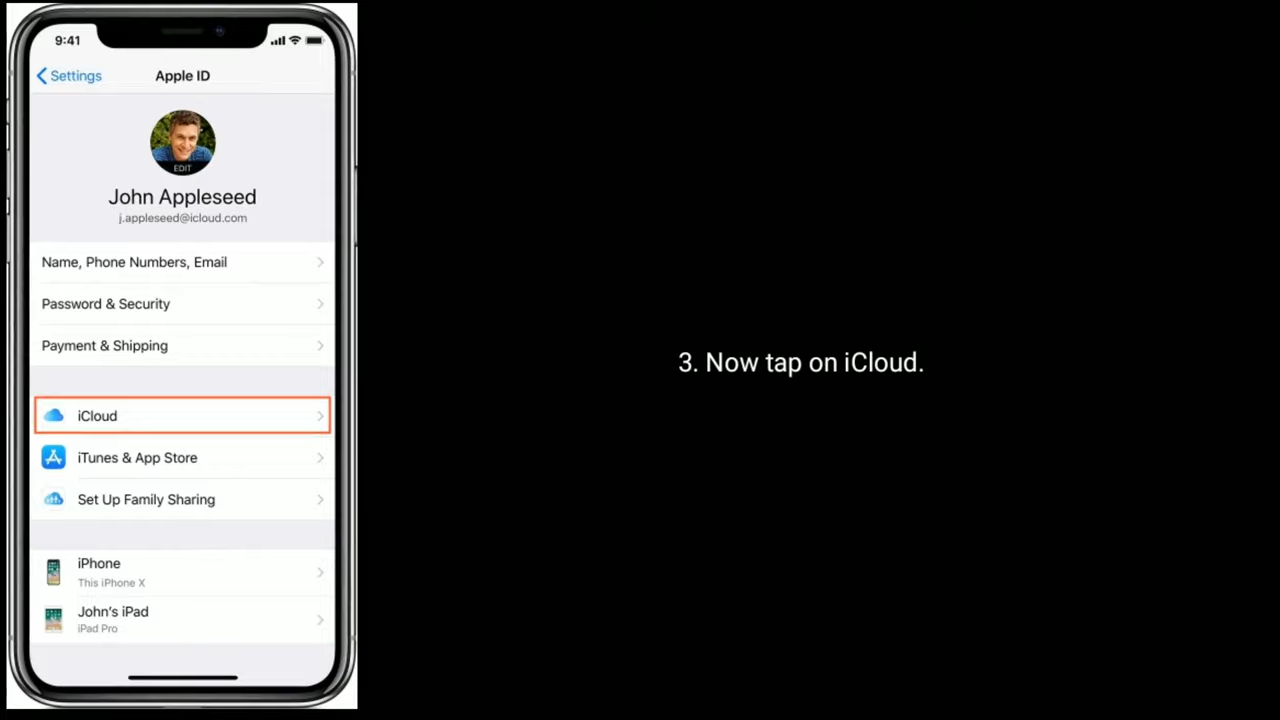 9:41
Settings
Apple ID
EDIT
John Appleseed
j.appleseed@icloud.com
Name, Phone Numbers, Email
Password & Security
Payment & Shipping
iCloud
iTunes & App Store
Set Up Family Sharing
iPhone
This iPhone X
John's iPad
iPad Pro
3. Now tap on iCloud.